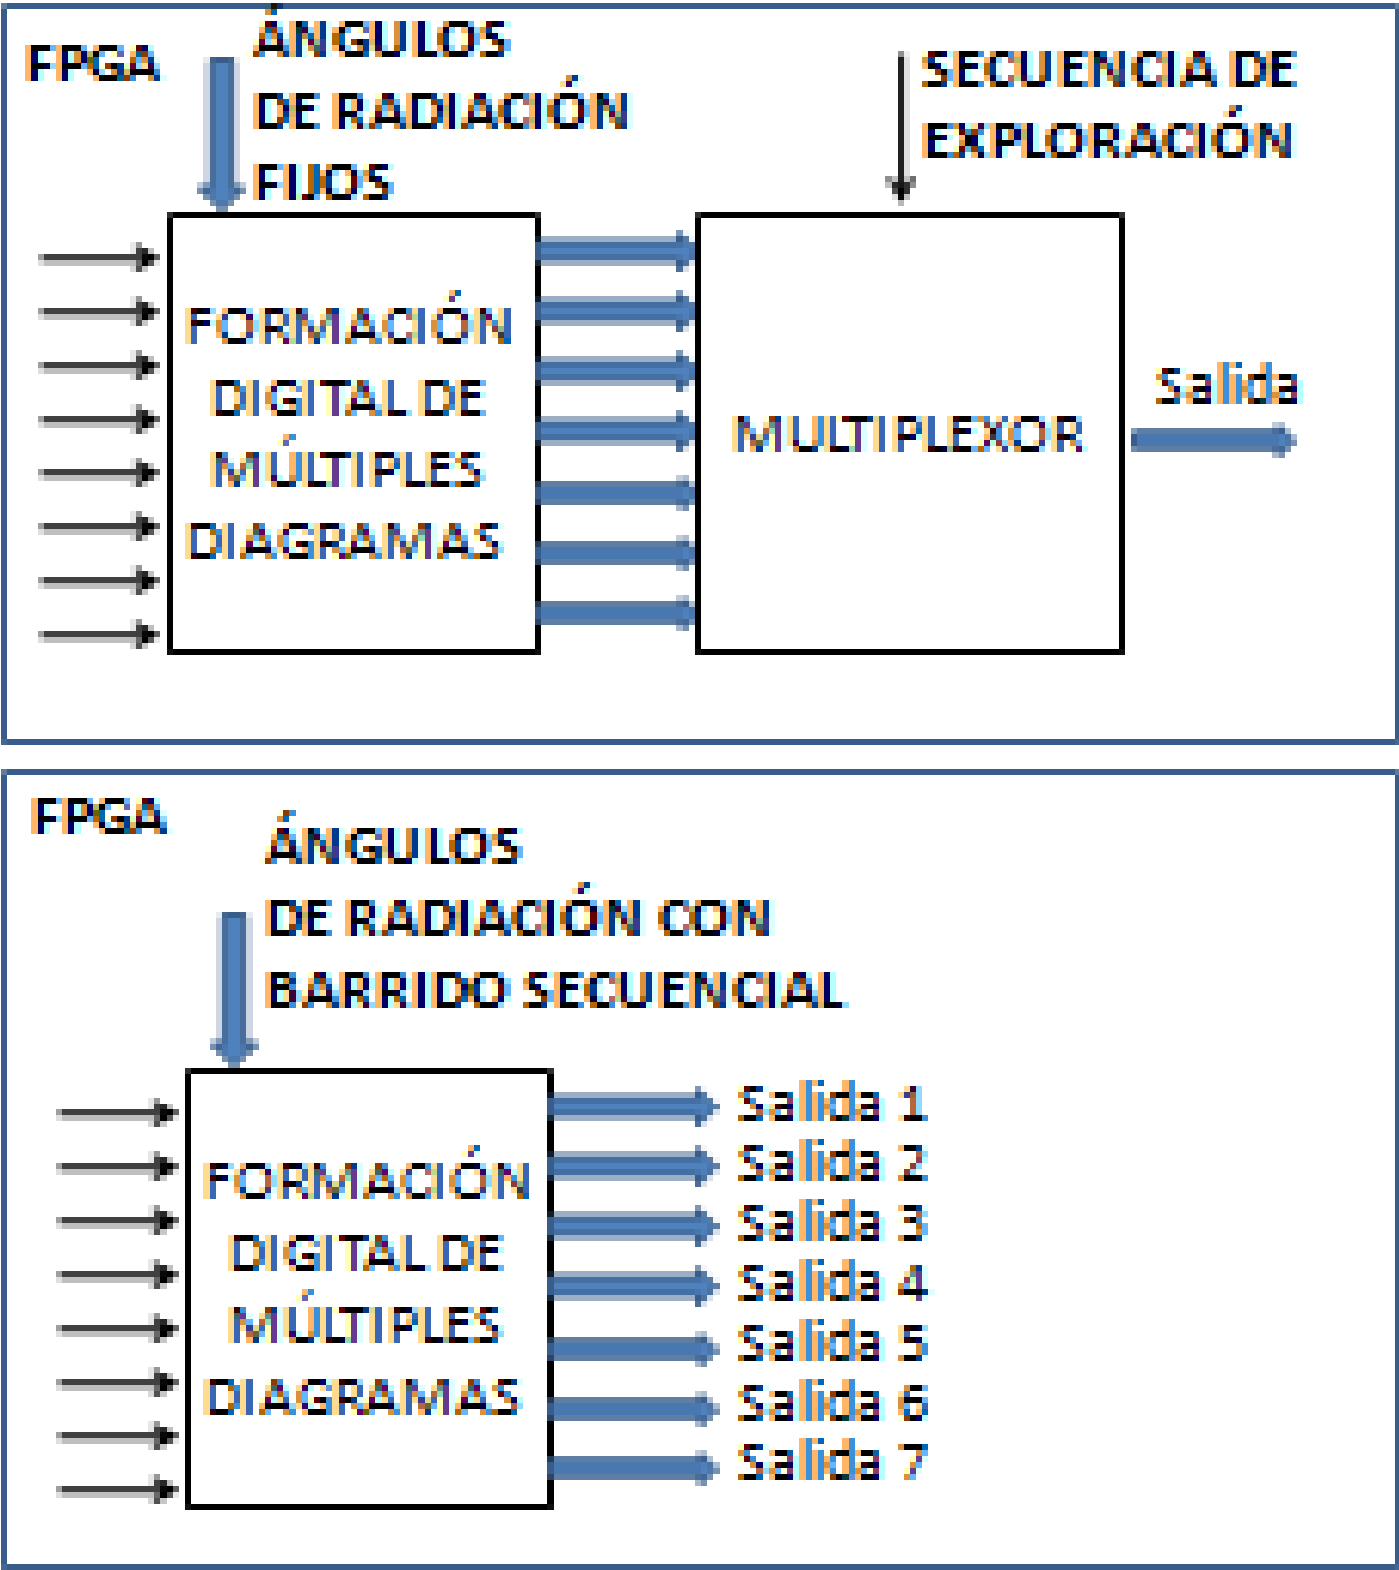 FPGA
ÁNGULOS
DE RADIACIÓN
FIJOS
SECUENCIA DE
EXPLORACIÓN
FORMACIÓN
DIGITAL DE
MÚLTIPLES
DIAGRAMAS
MULTIPLEXOR
Salida
FPGA
ÁNGULOS
DE RADIACIÓN CON
BARRIDO SECUENCIAL
FORMACIÓN
DIGITAL DE
MÚLTIPLES
DIAGRAMAS
Salida 1
Salida 2
Salida 3
Salida 4
Salida 5
Salida 6
Salida 7